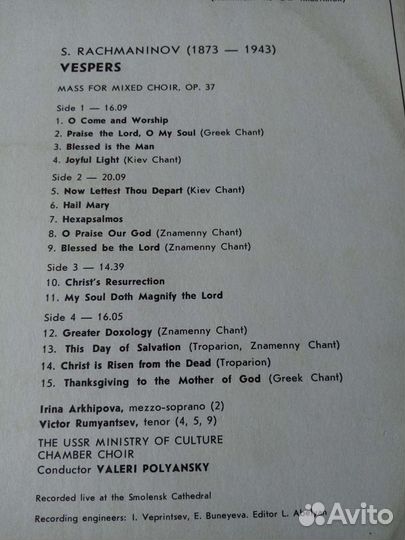 S. RACHMANINOV (1873 — 1943)
VESPERS
MASS FOR MIXED CHOIR, OP. 37
Side 1 — 16.09
1. O Come and Worship
2. Praise the Lord, O My Soul (Greek Chant)
3. Blessed is the Man
4. Joyful Light (Kiev Chant)
Side 2 — 20.09
5. Now Lettest Thou Depart (Kiev Chant)
6. Hail Mary
7. Hexapsalmos
8. O Praise Our God (Znamenny Chant)
9. Blessed be the Lord (Znamenny Chant)
Side 3 — 14.39
10. Christ's Resurrection
11. My Soul Doth Magnify the Lord
Side 4 — 16.05
12. Greater Doxology (Znamenny Chant)
13. This Day of Salvation (Troparion, Znamenny Chant)
14. Christ is Risen from the Dead (Troparion)
15. Thanksgiving to the Mother of God (Greek Chant)
Irina Arkhipova, mezzo-soprano (2)
Victor Rumyantsev, tenor (4, 5, 9)
THE USSR MINISTRY OF CULTURE
CHAMBER CHOIR
Conductor VALERI POLYANSKY
Recorded live at the Smolensk Cathedral
Recording engineers: I. Veprintsev, E. Buneyeva. Editor L.
Avito